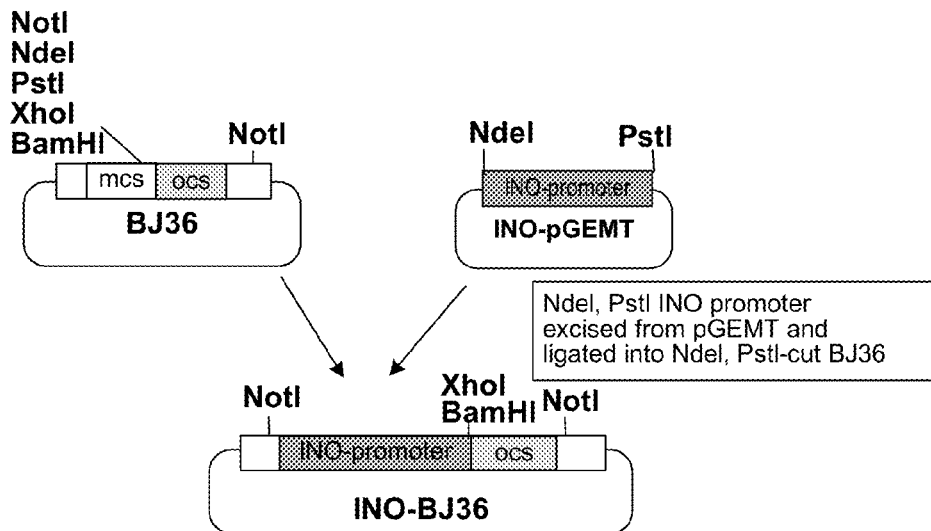 NotI
NdeI
PstI
XhoI
BamHI
NotI
mcs
ocs
BJ36
NdeI
PstI
INO-promoter
INO-pGEMT
NdeI, PstI INO promoter
excised from pGEMT and
ligated into NdeI, PstI-cut BJ36
NotI
XhoI
BamHI
NotI
INO-promoter
ocs
INO-BJ36